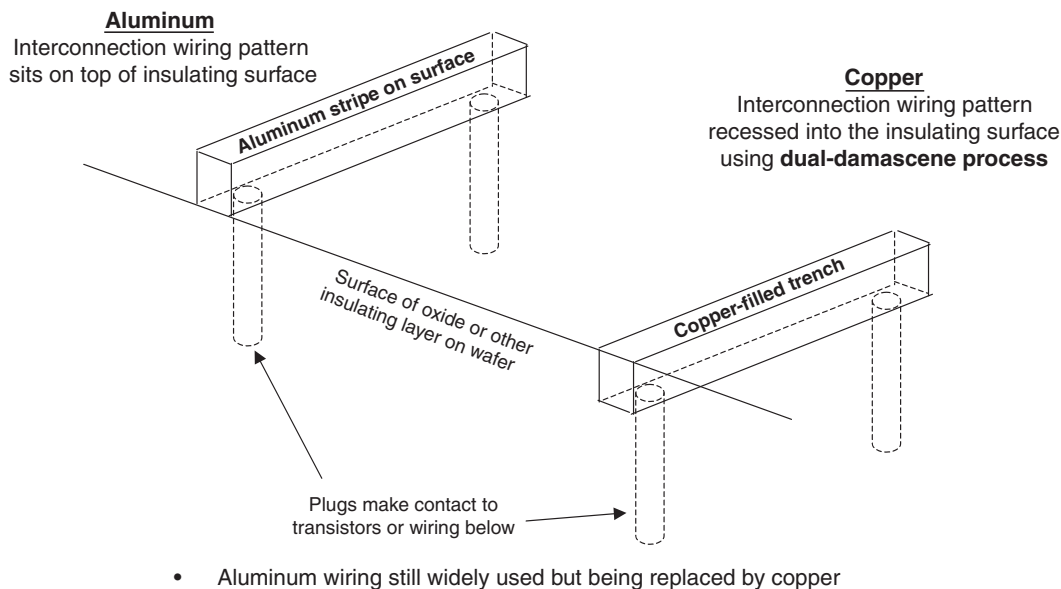 Aluminum
Interconnection wiring pattern
sits on top of insulating surface
Aluminum stripe on surface
Copper
Interconnection wiring pattern
recessed into the insulating surface
using dual-damascene process
Surface of oxide or other
insulating layer on wafer
Copper-filled trench
Plugs make contact to
transistors or wiring below
• Aluminum wiring still widely used but being replaced by copper